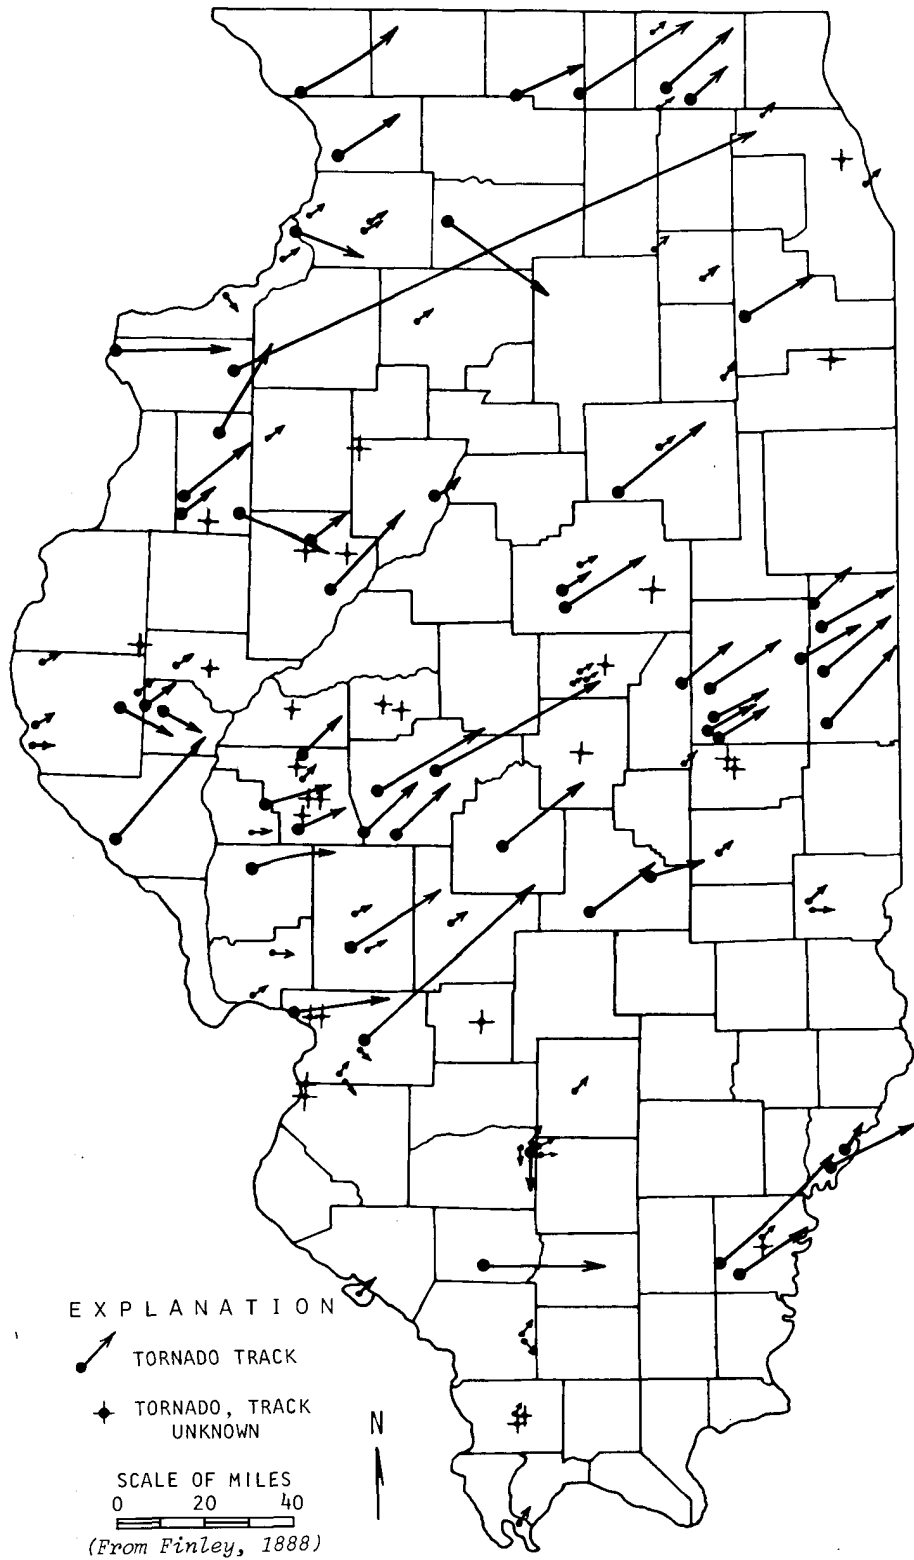 EXPLANATION
TORNADO TRACK
TORNADO, TRACK
UNKNOWN
N
SCALE OF MILES
0 20 40
(From Finley, 1888)